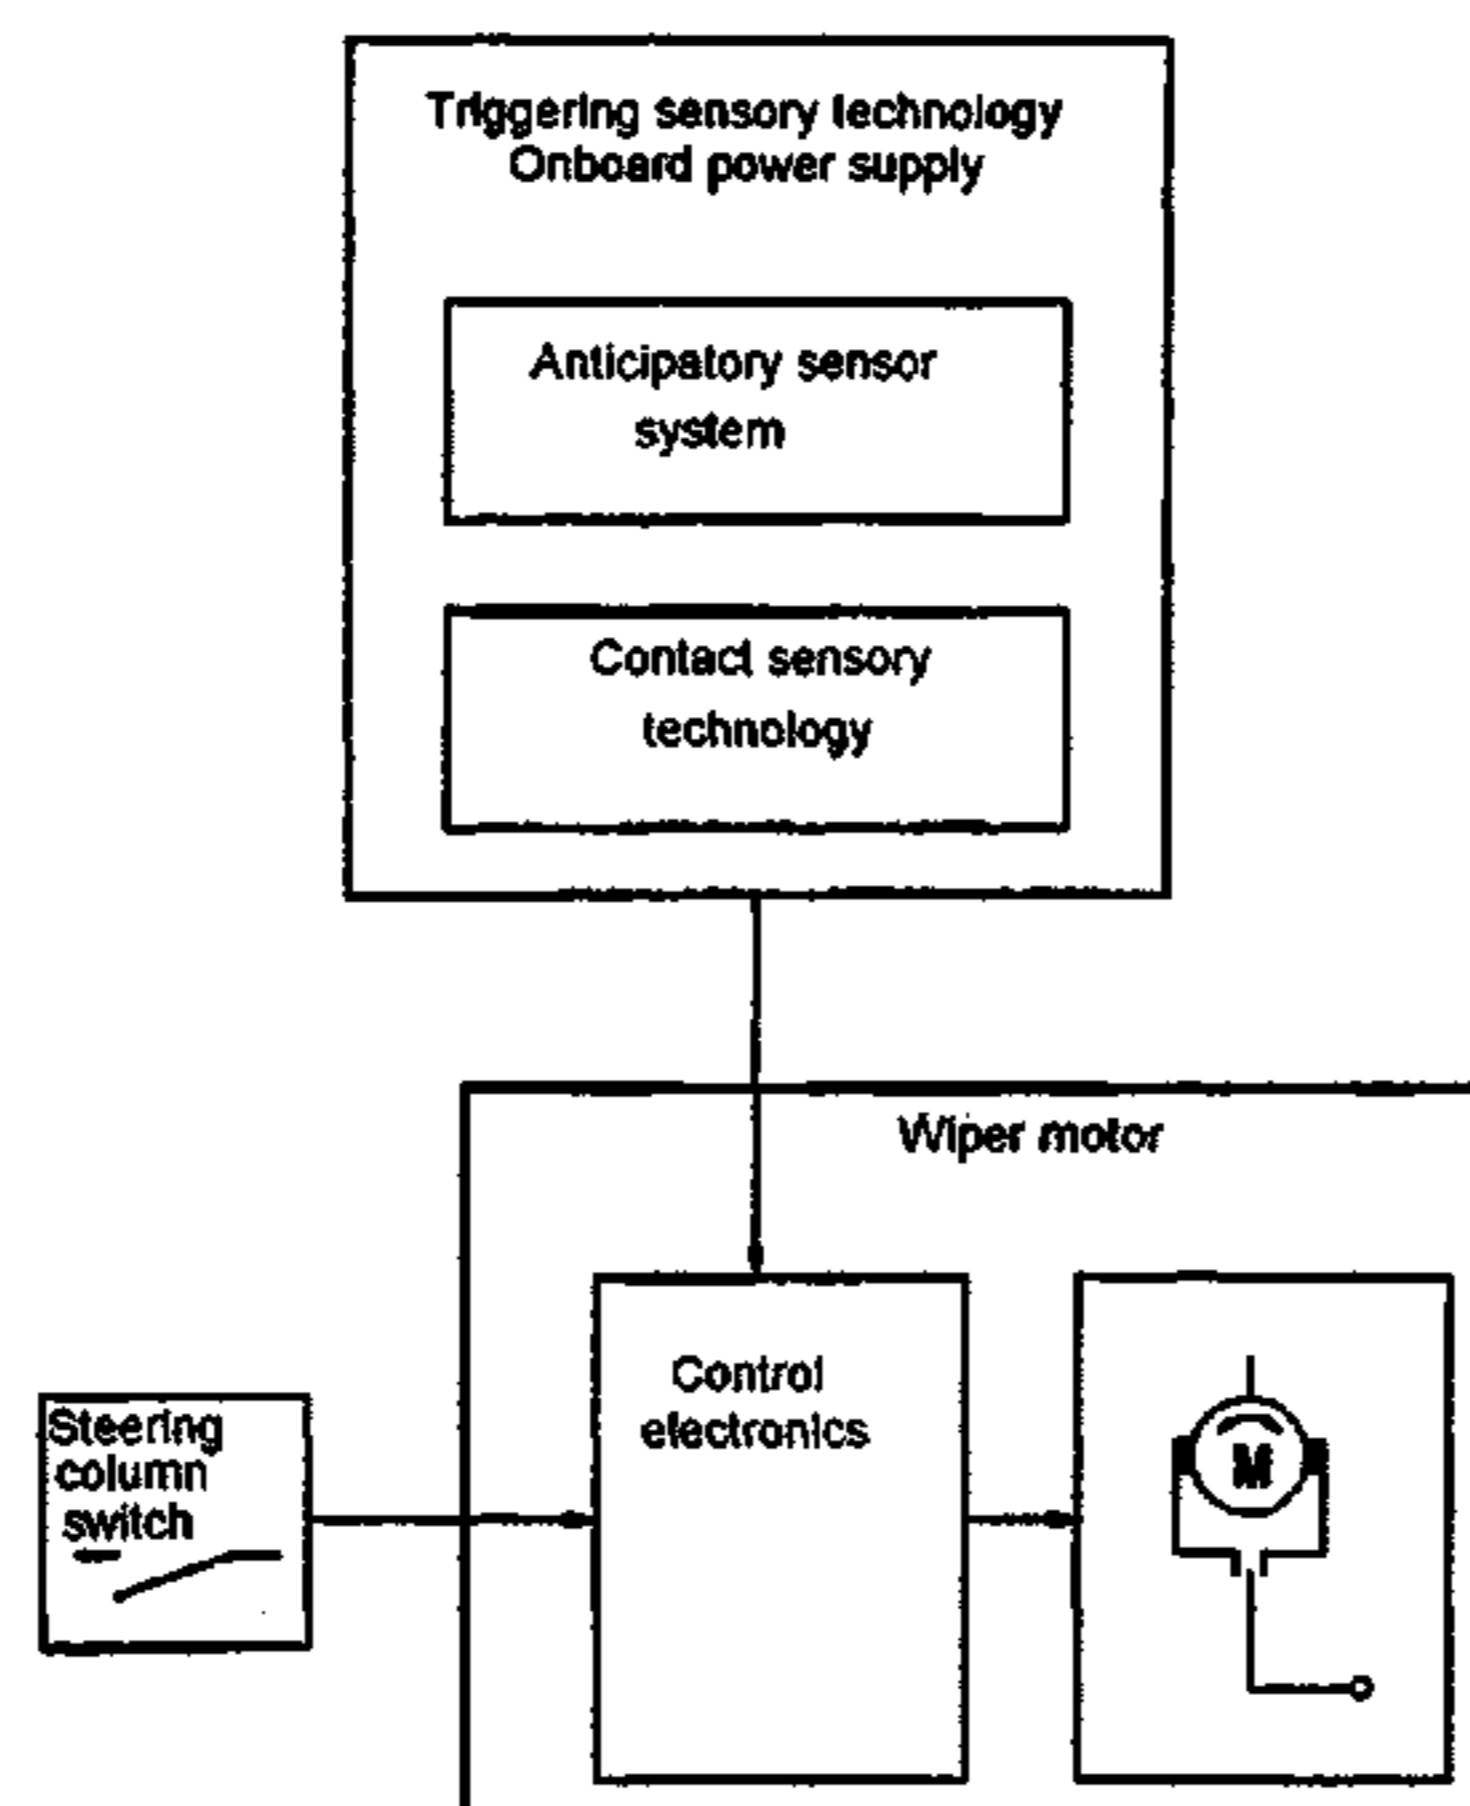 Triggering sensory technology
Onboard power supply
Anticipatory sensor
system
Contact sensory
technology
Wiper motor
Control
electronics
Steering
column
switch
M